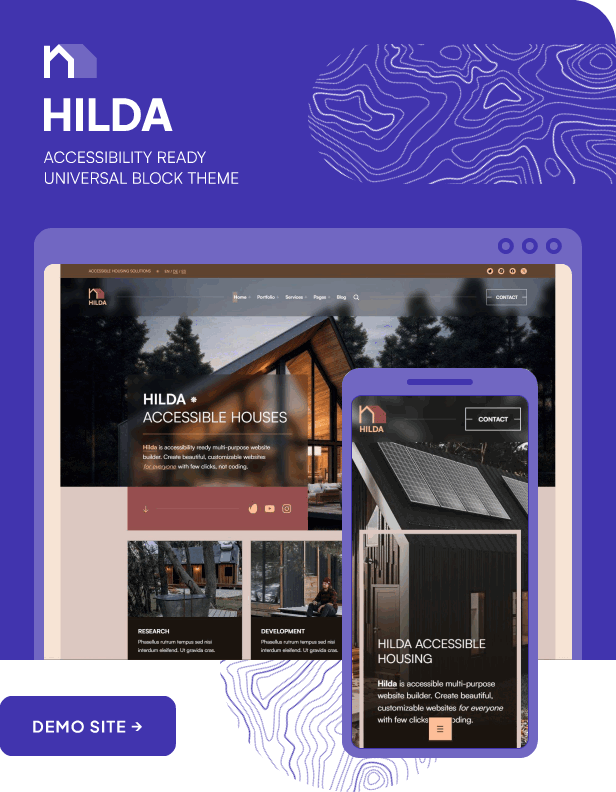 HILDA
ACCESSIBILITY READY
UNIVERSAL BLOCK THEME
ACCESSIBLE HOUSING SOLUTIONS
EN / DE / ES
HILDA
Home
Portfolio
Services
Pages
Blog
CONTACT
HILDA
ACCESSIBLE HOUSES
Hilda is accessibility ready multi-purpose website
builder. Create beautiful, customizable websites
for everyone with few clicks, not coding.
RESEARCH
Phasellus rutrum tempus sed nisi
interdum eleifend. Ut gravida cras.
DEVELOPMENT
Phasellus rutrum tempus sed nisi
interdum eleifend. Ut gravida cras.
HILDA
CONTACT
HILDA ACCESSIBLE
HOUSING
Hilda is accessible multi-purpose
website builder. Create beautiful,
customizable websites for everyone
with few clicks, coding.
DEMO SITE →